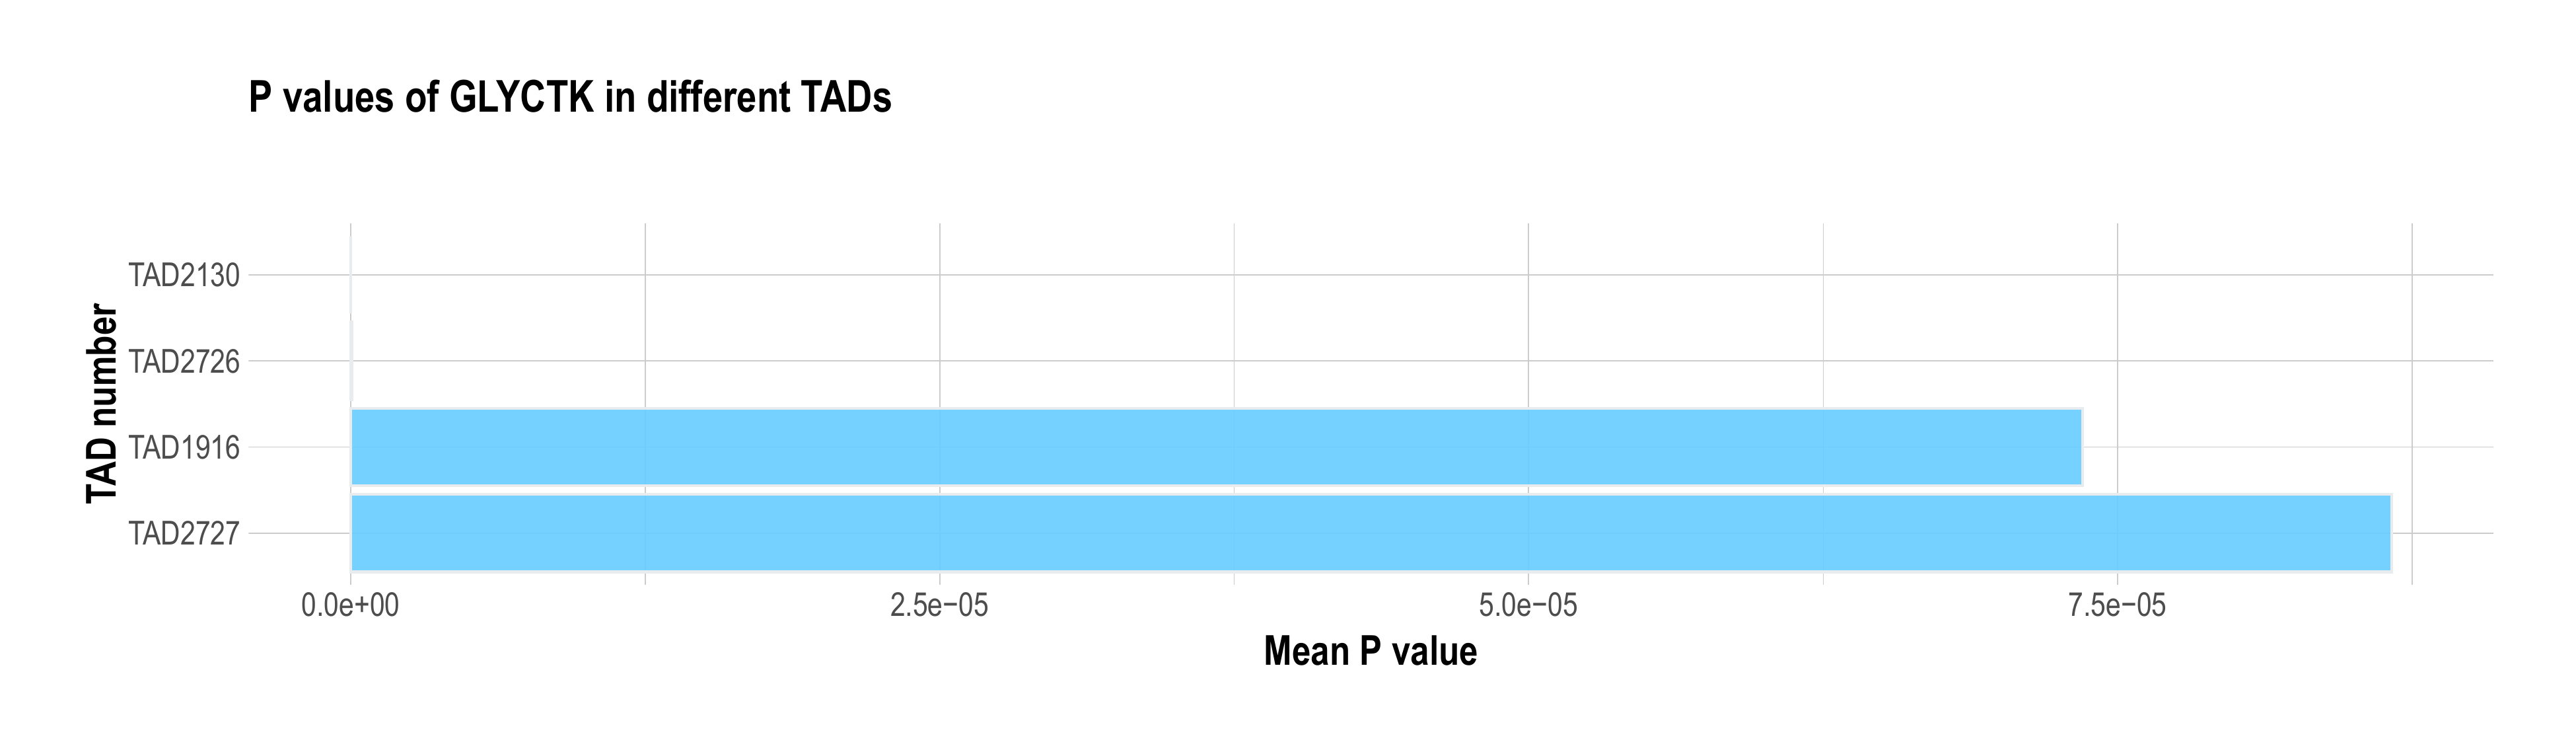 P values of GLYCTK in different TADs
TAD number
TAD2130
TAD2726
TAD1916
TAD2727
0.0e+00 2.5e−05 5.0e−05 7.5e−05
Mean P value